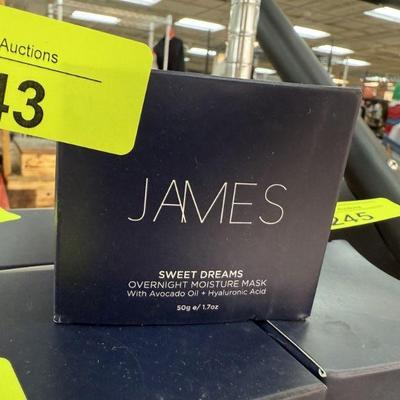 Auctions
43
JAMES
245
SWEET DREAMS
OVERNIGHT MOISTURE MASK
With Avocado Oil + Hyaluronic Acid
50g e/ 1.7oz